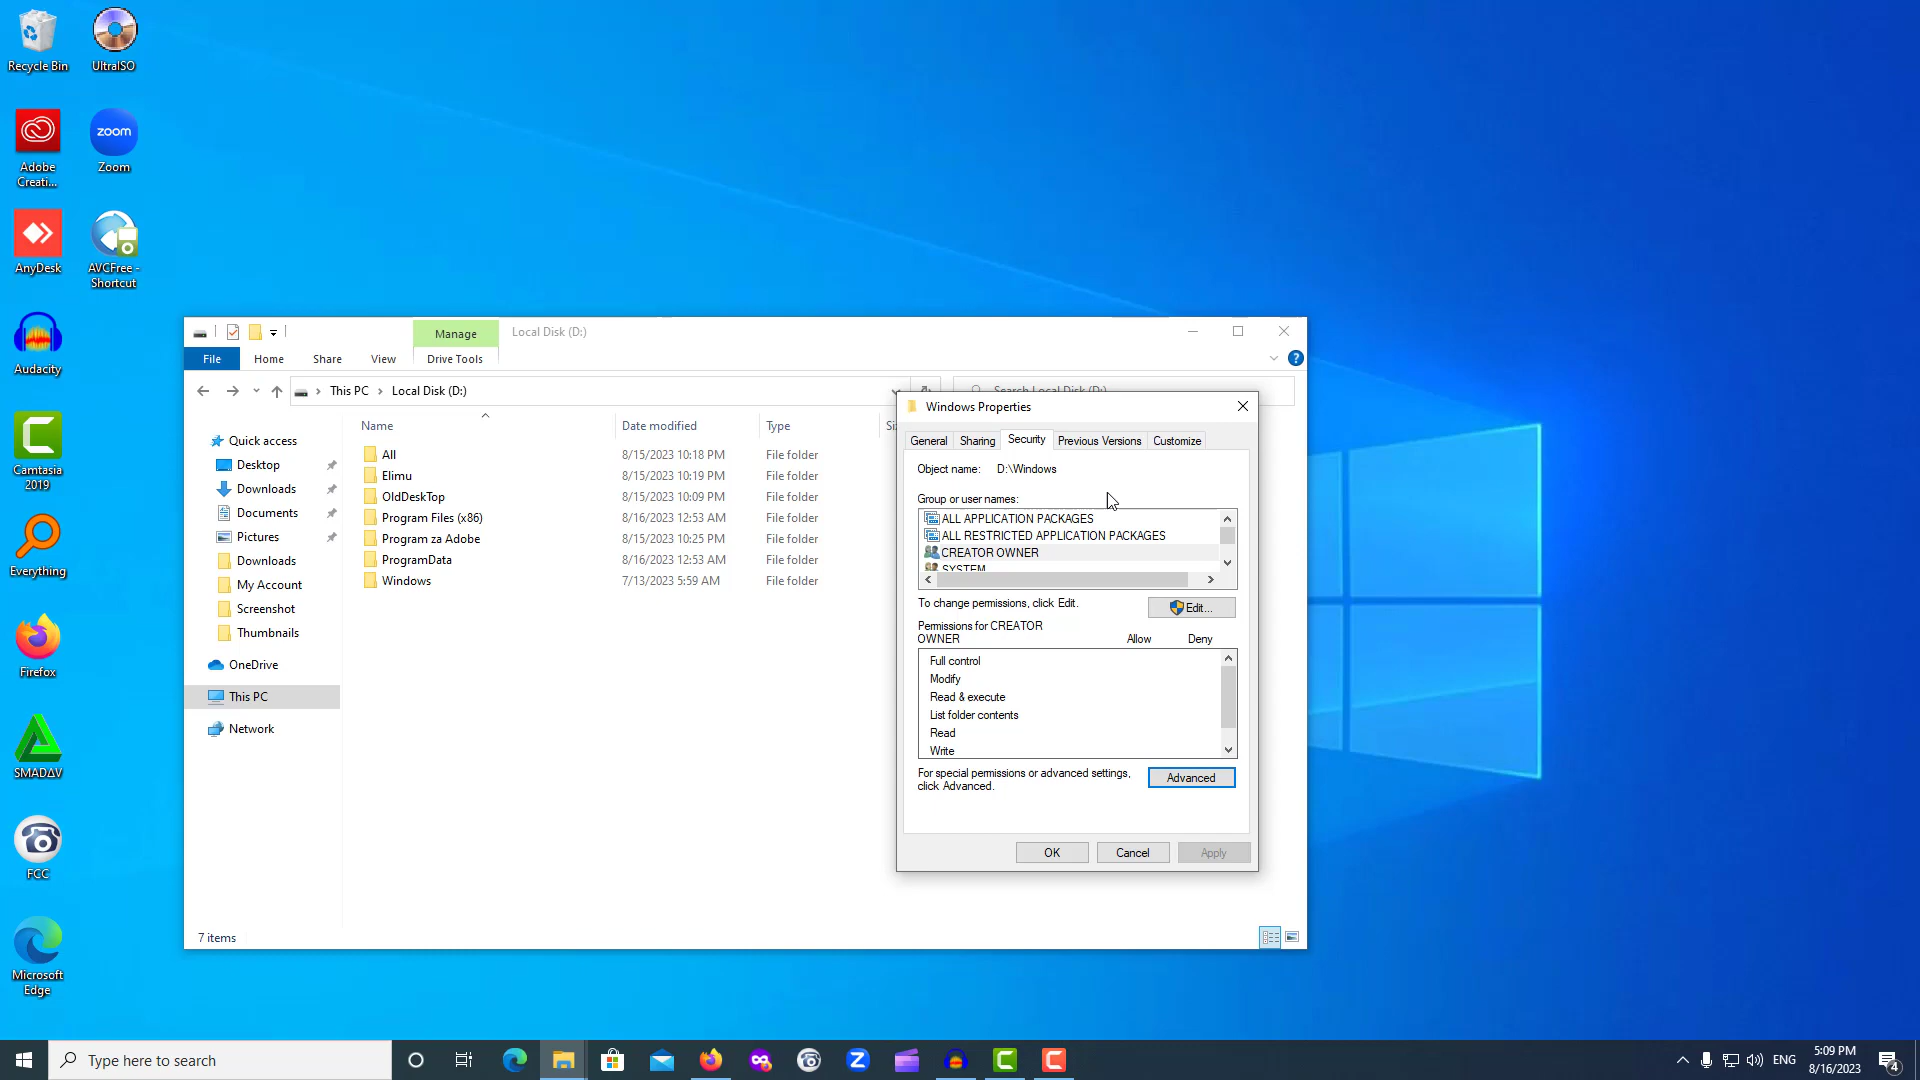 Recycle Bin
UltraISO
Adobe
Creati...
zoom
Zoom
AnyDesk
AVCFree -
Shortcut
Audacity
Camtasia
2019
Everything
Firefox
SMADΔV
FCC
Microsoft
Edge
Manage
Local Disk (D:)
File
Home
Share
View
Drive Tools
This PC
Local Disk (D:)
Search Local Disk (D:)
Name
Date modified
Type
Quick access
Desktop
Downloads
Documents
Pictures
Downloads
My Account
Screenshot
Thumbnails
OneDrive
This PC
Network
All 8/15/2023 10:18 PM File folder
Elimu 8/15/2023 10:19 PM File folder
OldDeskTop 8/15/2023 10:09 PM File folder
Program Files (x86) 8/16/2023 12:53 AM File folder
Program za Adobe 8/15/2023 10:25 PM File folder
ProgramData 8/16/2023 12:53 AM File folder
Windows 7/13/2023 5:59 AM File folder
7 items
Windows Properties
General Sharing Security Previous Versions Customize
Object name: D:\Windows
Group or user names:
ALL APPLICATION PACKAGES
ALL RESTRICTED APPLICATION PACKAGES
CREATOR OWNER
SYSTEM
To change permissions, click Edit.
Edit...
Permissions for CREATOR
OWNER Allow Deny
Full control
Modify
Read & execute
List folder contents
Read
Write
For special permissions or advanced settings,
click Advanced.
Advanced
OK Cancel Apply
Type here to search
ENG
5:09 PM
8/16/2023
4